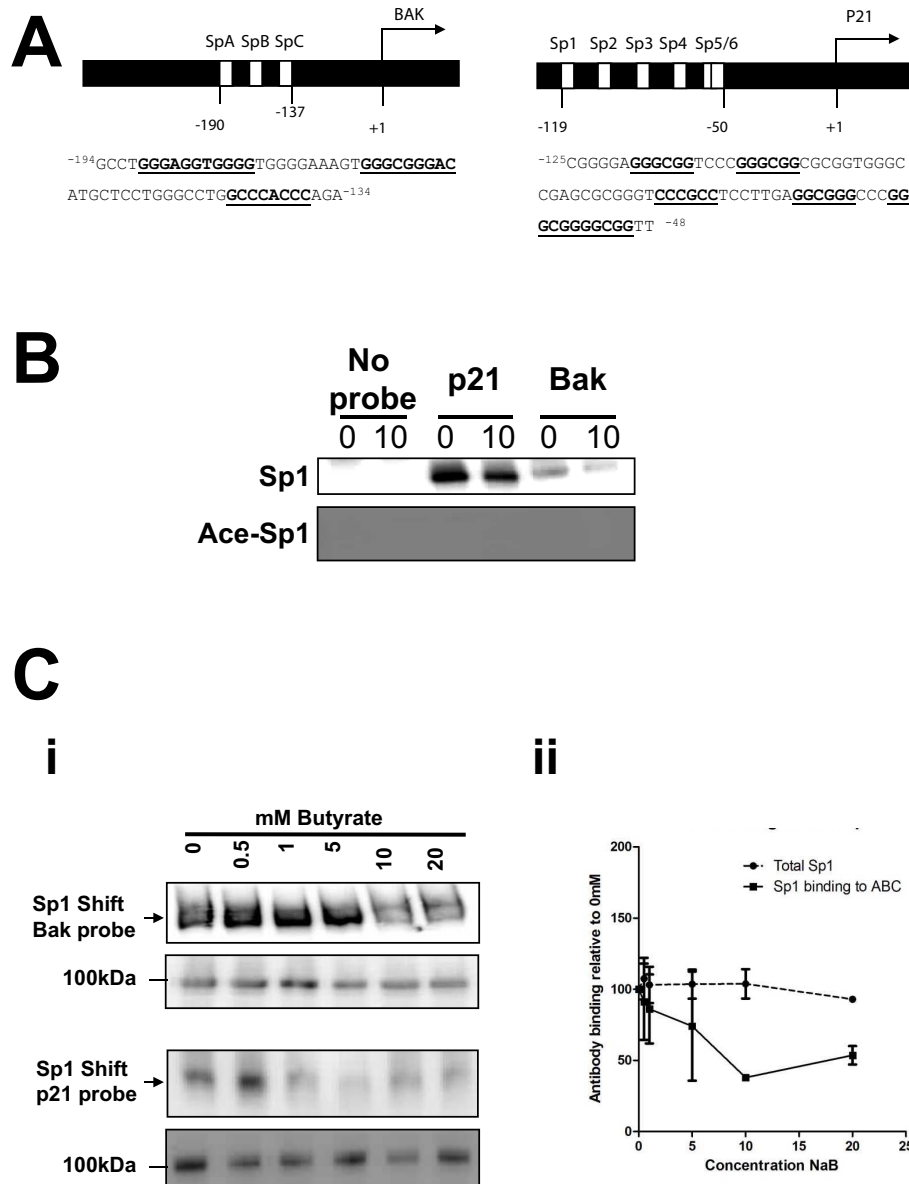 A
BAK
SpA SpB SpC
-190
-137
+1
-194GCCTGGGAGGTGGGGTGGGGAAAGTGGGCGGGAC
ATGCTCCTGGGCCTGGCCCACCCAGA-134
P21
Sp1 Sp2 Sp3 Sp4 Sp5/6
-119
-50
+1
-125CGGGGAGGGCGGTCCCGGGCGGCGCGGTGGGC
CGAGCGCGGGTCCCGCCTCCTTGAGGCGGGCCCGG
GCGGGGCGGTT -48
B
No probe
p21
Bak
0 10 0 10 0 10
Sp1
Ace-Sp1
C
i
mM Butyrate
0 0.5 1 5 10 20
Sp1 Shift
Bak probe
100kDa
Sp1 Shift
p21 probe
100kDa
ii
Total Sp1
Sp1 binding to ABC
Antibody binding relative to 0mM
200
150
100
50
0
0 5 10 15 20 25
Concentration NaB